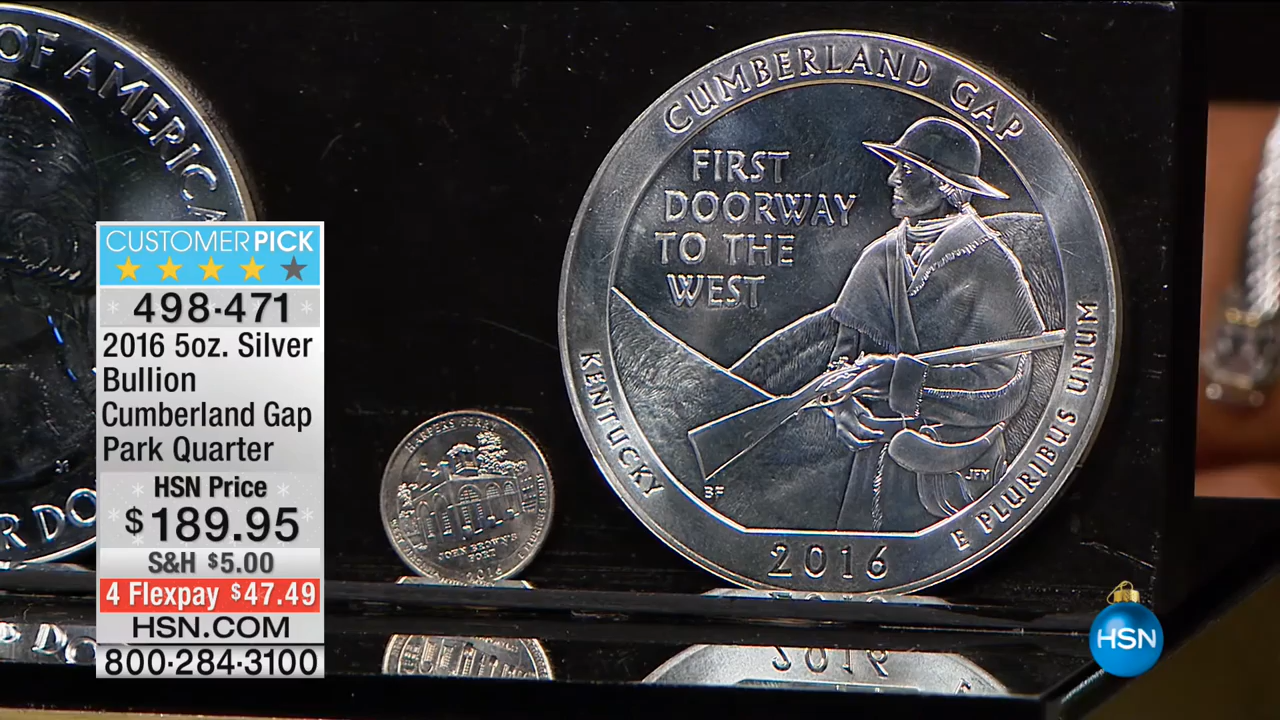 OF AMERICA
R DO
CUSTOMER PICK
498-471
2016 5oz. Silver
Bullion
Cumberland Gap
Park Quarter
HSN Price
$189.95
S&H $5.00
4 Flexpay $47.49
HSN.COM
800-284-3100
HARPERS FERRY
JOHN BROWN'S
FORT
2016
CUMBERLAND GAP
FIRST
DOORWAY
TO THE
WEST
KENTUCKY
BF
JFM
E PLURIBUS UNUM
2016
HSN